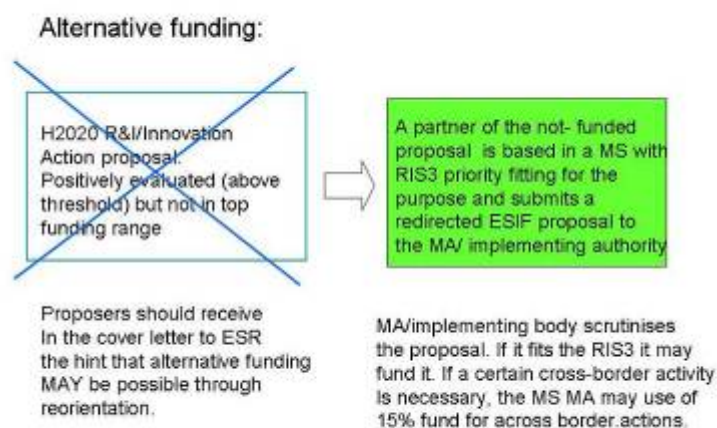 Alternative funding:
H2020 R&I/Innovation
Action proposal.
Positively evaluated (above
threshold) but not in top
funding range
A partner of the not- funded
proposal is based in a MS with
RIS3 priority fitting for the
purpose and submits a
redirected ESIF proposal to
the MA/ implementing authority
Proposers should receive
In the cover letter to ESR
the hint that alternative funding
MAY be possible through
reorientation.
MA/implementing body scrutinises
the proposal. If it fits the RIS3 it may
fund it. If a certain cross-border activity
Is necessary, the MS MA may use of
15% fund for across border.actions.